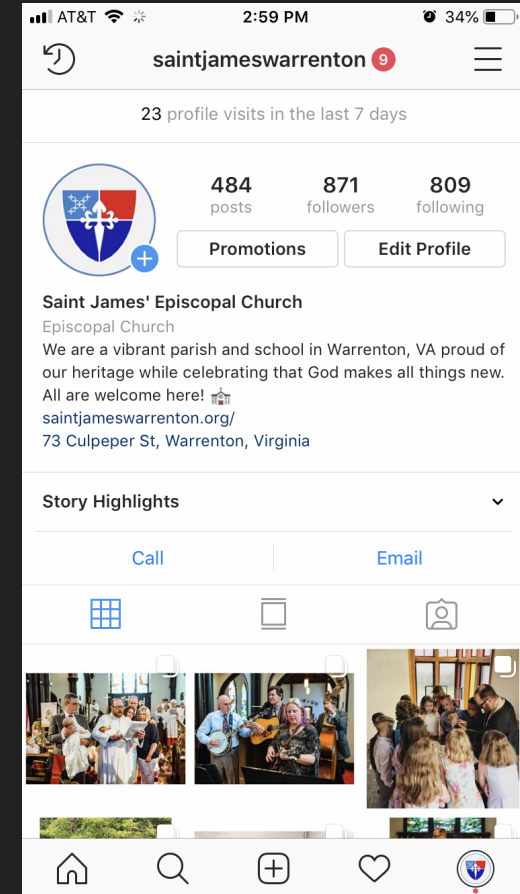 AT&T 2:59 PM 34%
saintjameswarrenton 9
23 profile visits in the last 7 days
484 871 809
posts followers following
Promotions Edit Profile
Saint James' Episcopal Church
Episcopal Church
We are a vibrant parish and school in Warrenton, VA proud of
our heritage while celebrating that God makes all things new.
All are welcome here! ⛪
saintjameswarrenton.org/
73 Culpeper St, Warrenton, Virginia
Story Highlights
Call Email